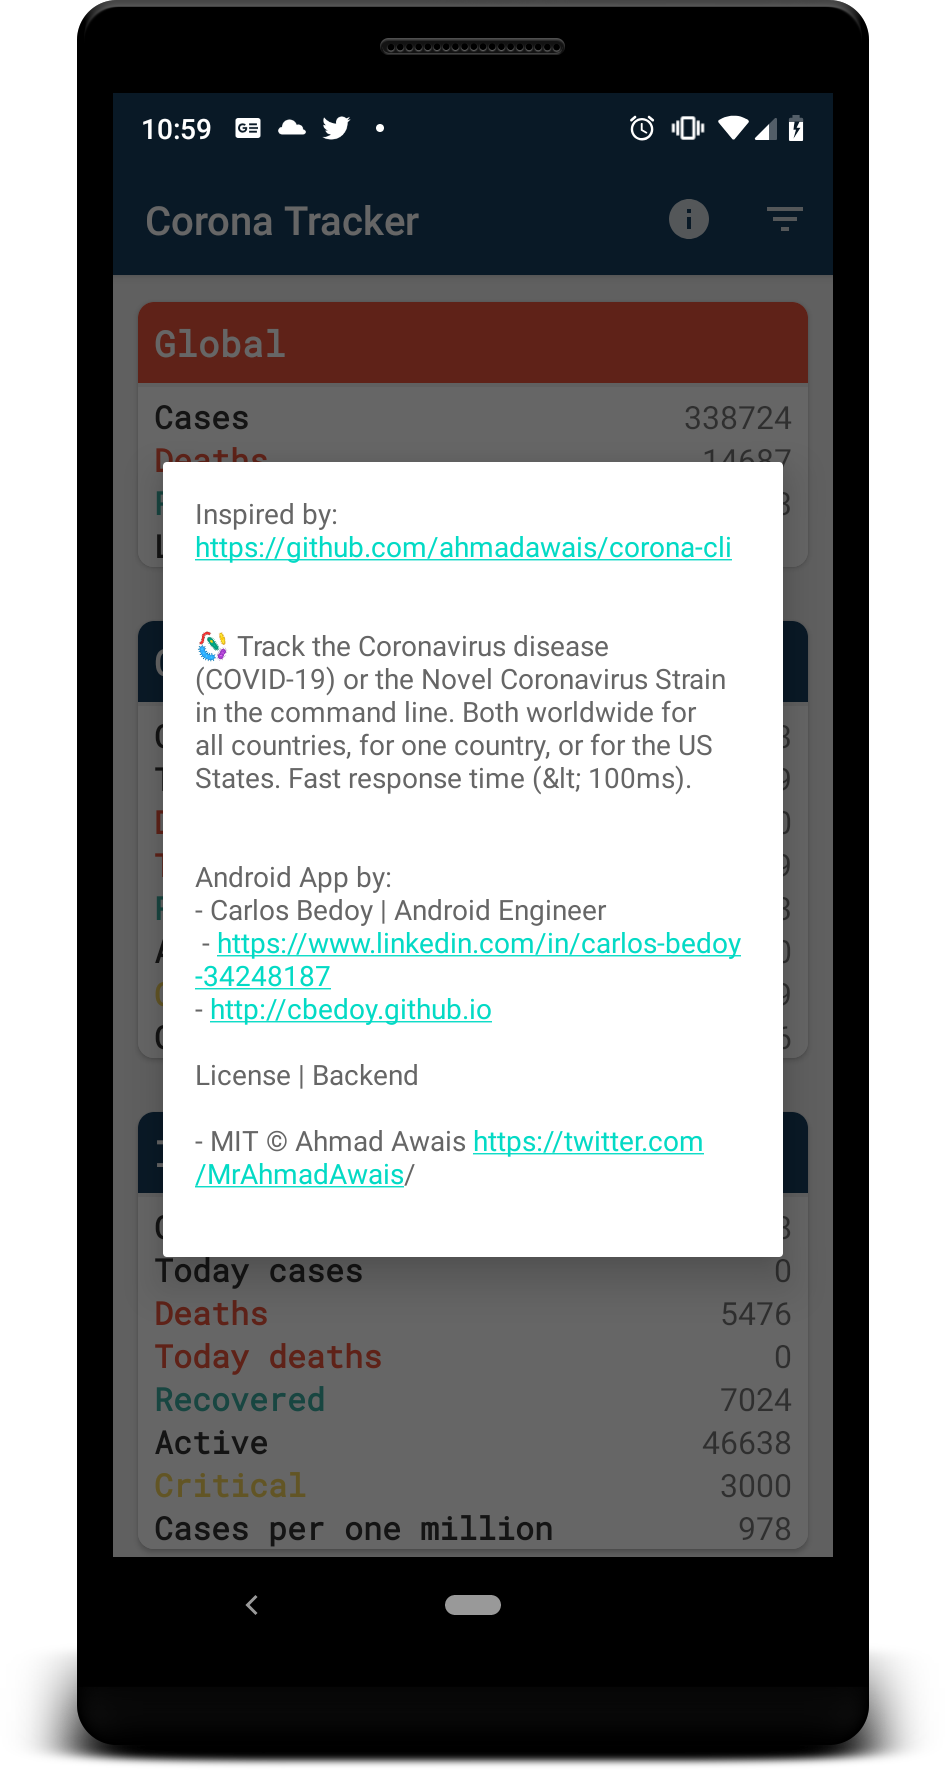 10:59
Corona Tracker
Global
Cases 338724
Deaths 14687
Inspired by:
https://github.com/ahmadawais/corona-cli
Track the Coronavirus disease
(COVID-19) or the Novel Coronavirus Strain
in the command line. Both worldwide for
all countries, for one country, or for the US
States. Fast response time (&lt; 100ms).
Android App by:
- Carlos Bedoy | Android Engineer
- https://www.linkedin.com/in/carlos-bedoy
-34248187
- http://cbedoy.github.io
License | Backend
- MIT © Ahmad Awais https://twitter.com
/MrAhmadAwais/
Today cases 0
Deaths 5476
Today deaths 0
Recovered 7024
Active 46638
Critical 3000
Cases per one million 978